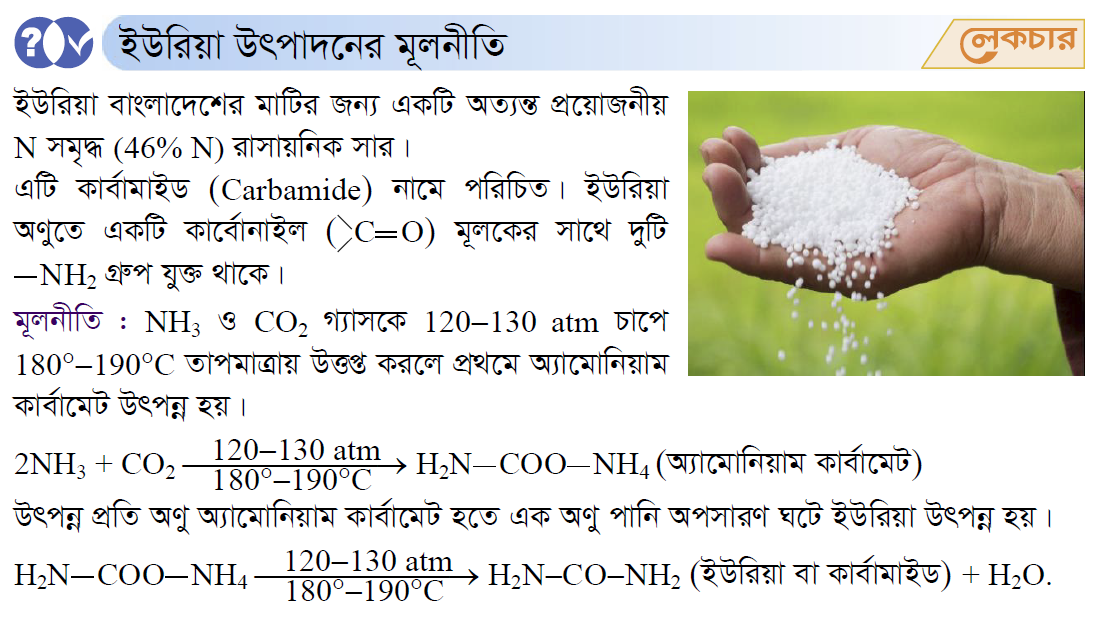 ইউরিয়া উৎপাদনের মূলনীতি
লেকচার
ইউরিয়া বাংলাদেশের মাটির জন্য একটি অত্যন্ত প্রয়োজনীয়
N সমৃদ্ধ (46% N) রাসায়নিক সার।
এটি কার্বামাইড (Carbamide) নামে পরিচিত। ইউরিয়া
অণুতে একটি কার্বোনাইল (>C=O) মূলকের সাথে দুটি
—NH₂ গ্রুপ যুক্ত থাকে।
মূলনীতি : NH₃ ও CO₂ গ্যাসকে 120–130 atm চাপে
180°–190°C তাপমাত্রায় উত্তপ্ত করলে প্রথমে অ্যামোনিয়াম
কার্বামেট উৎপন্ন হয়।
120–130 atm
2NH₃ + CO₂ ⟶ H₂N—COO—NH₄ (অ্যামোনিয়াম কার্বামেট)
180°–190°C
উৎপন্ন প্রতি অণু অ্যামোনিয়াম কার্বামেট হতে এক অণু পানি অপসারণ ঘটে ইউরিয়া উৎপন্ন হয়।
120–130 atm
H₂N—COO—NH₄ ⟶ H₂N–CO–NH₂ (ইউরিয়া বা কার্বামাইড) + H₂O.
180°–190°C